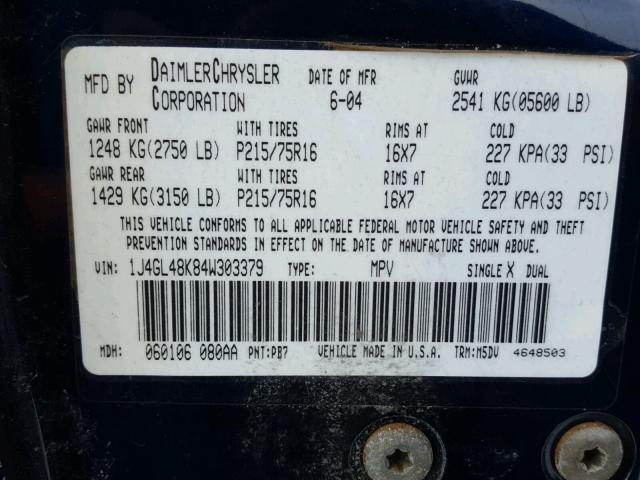 MFD BY DAIMLERCHRYSLER CORPORATION DATE OF MFR 6-04 GVWR 2541 KG(05600 LB)
GAWR FRONT WITH TIRES RIMS AT COLD
1248 KG(2750 LB) P215/75R16 16X7 227 KPA(33 PSI)
GAWR REAR WITH TIRES RIMS AT COLD
1429 KG(3150 LB) P215/75R16 16X7 227 KPA(33 PSI)
THIS VEHICLE CONFORMS TO ALL APPLICABLE FEDERAL MOTOR VEHICLE SAFETY AND THEFT
PREVENTION STANDARDS IN EFFECT ON THE DATE OF MANUFACTURE SHOWN ABOVE.
VIN: 1J4GL48K84W303379 TYPE: MPV SINGLE X DUAL
MDH: 060106 080AA PNT:PB7 VEHICLE MADE IN U.S.A. TRM:M5DV 4648503